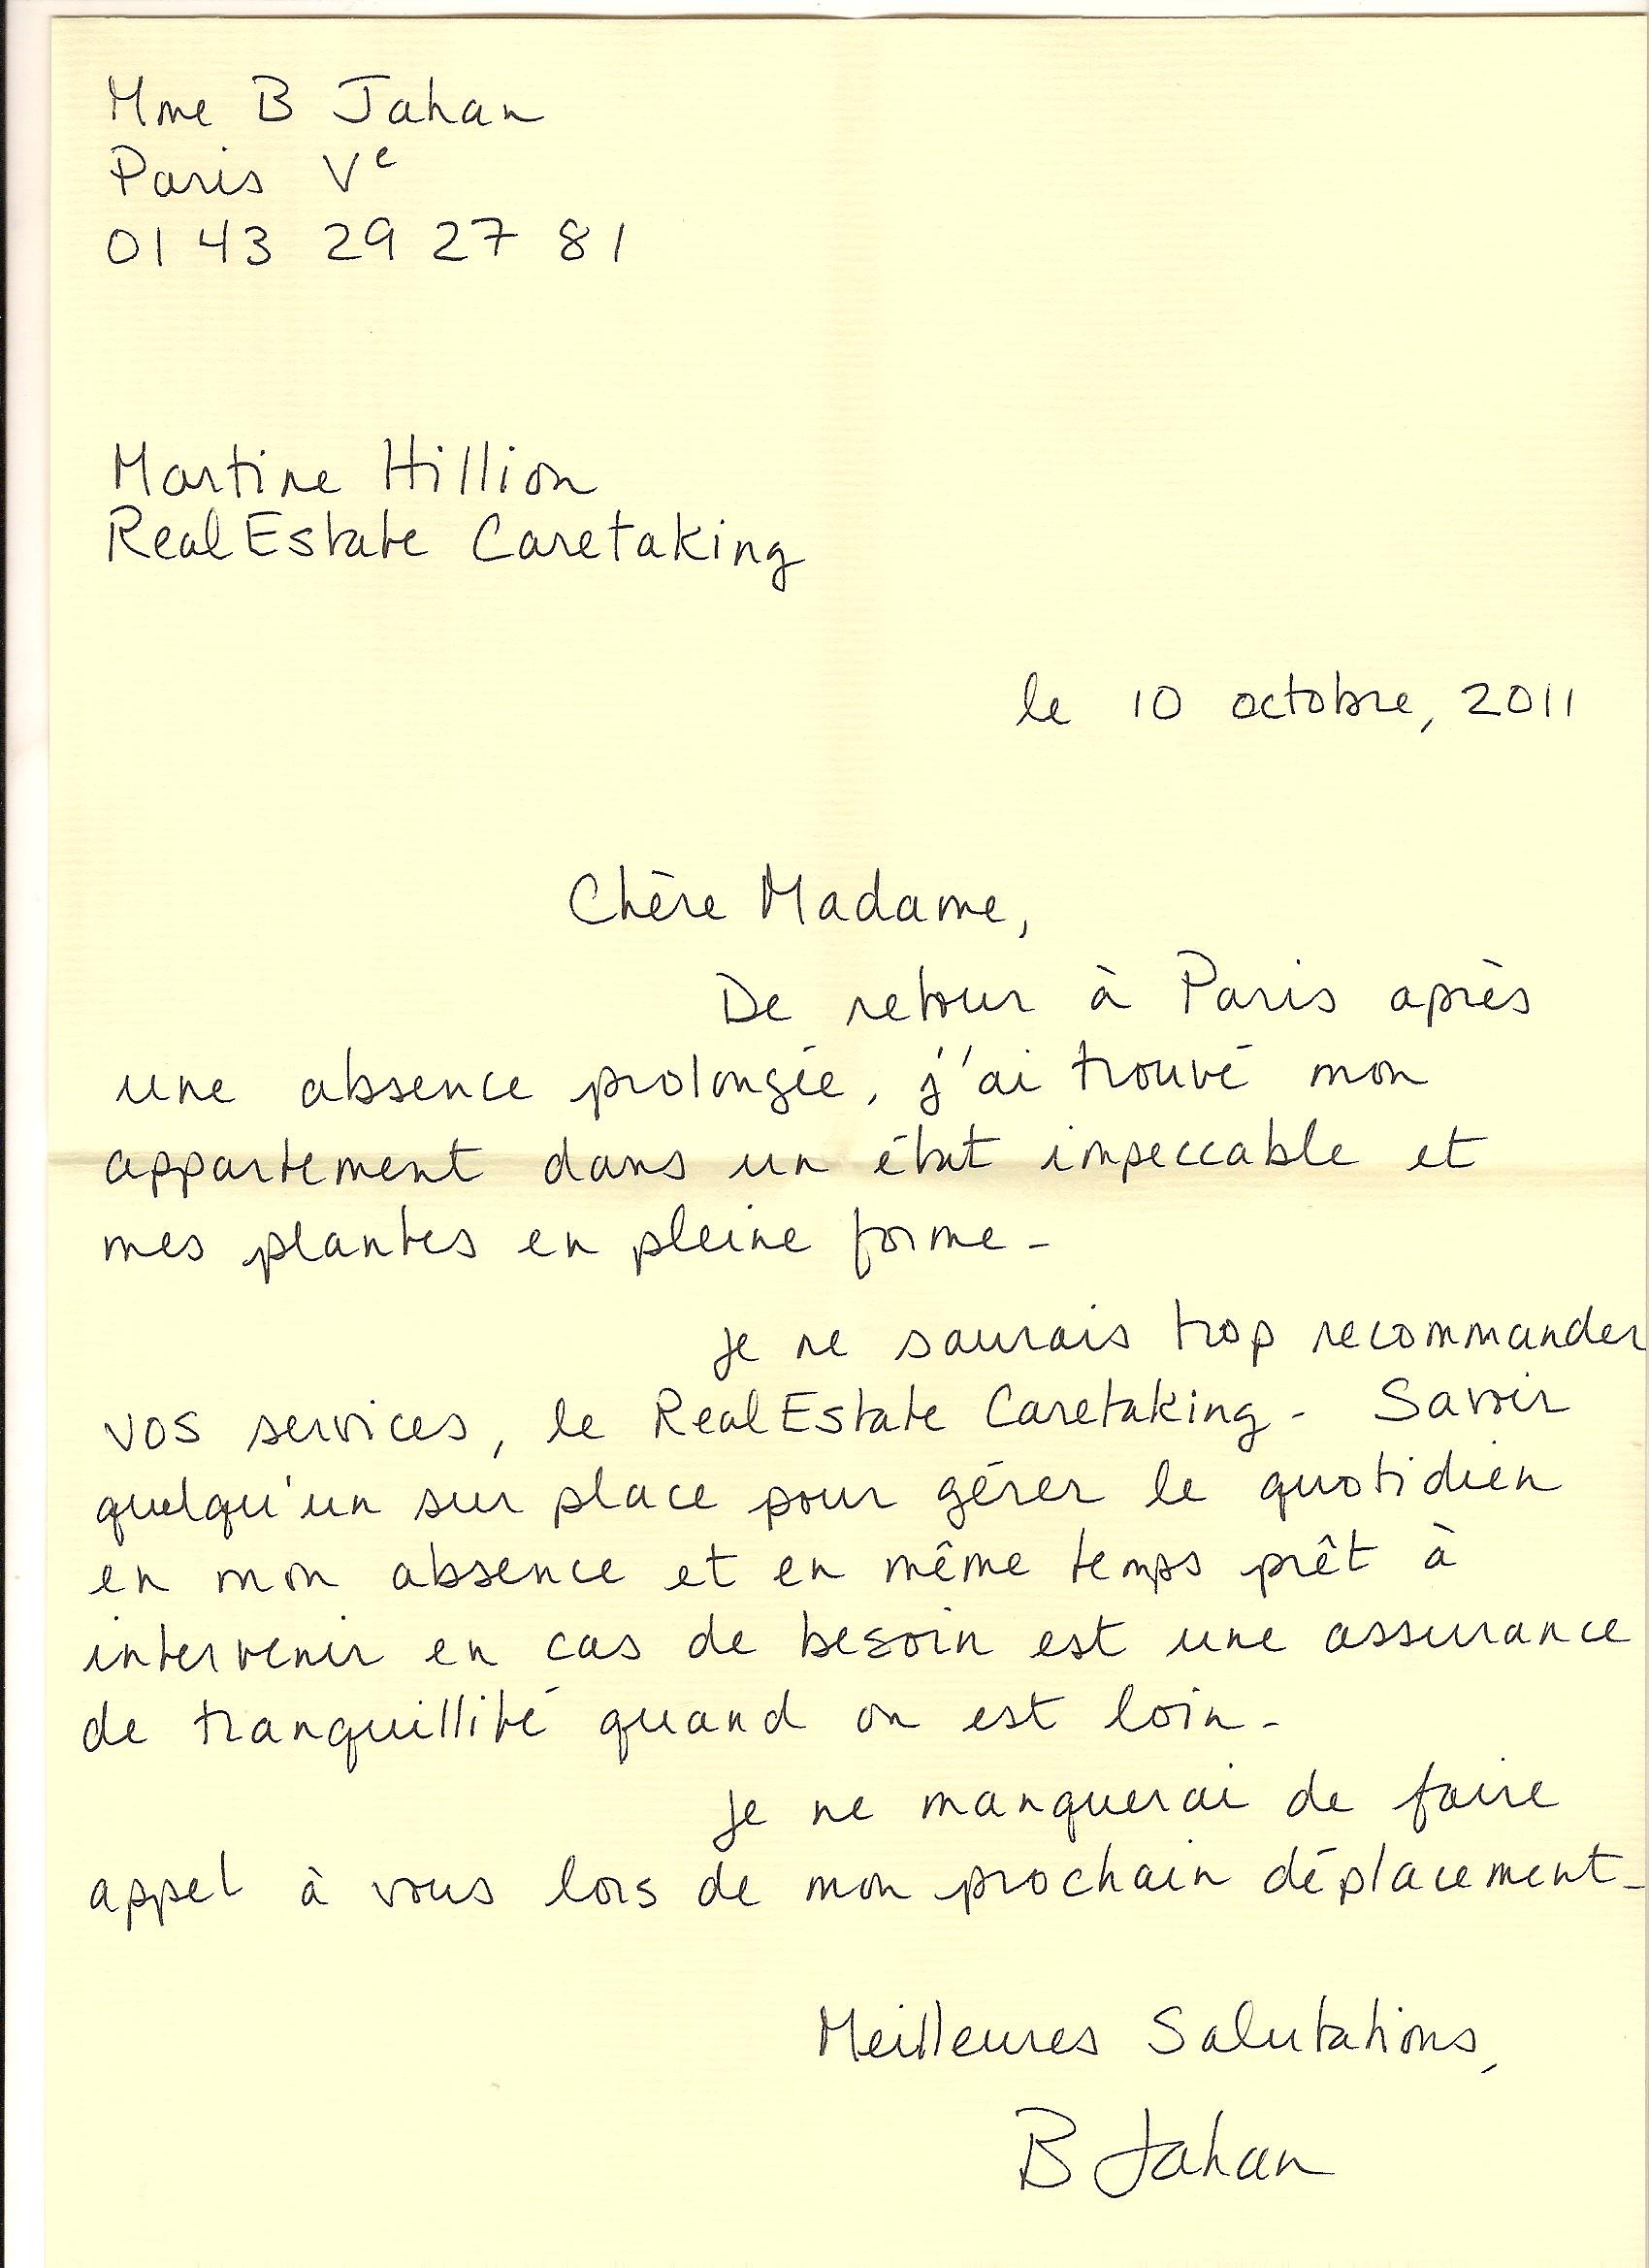 Mme B Jahan
Paris Ve
01 43 29 27 81
Martine Hillion
RealEstate Caretaking
le 10 octobre, 2011
Chère Madame,
De retour à Paris après
une absence prolongée, j'ai trouvé mon
appartement dans un état impeccable et
mes plantes en pleine forme -
Je ne saurais trop recommander
vos services, le RealEstate Caretaking - Savoir
quelqu'un sur place pour gérer le quotidien
en mon absence et en même temps prêt à
intervenir en cas de besoin est une assurance
de tranquillité quand on est loin -
Je ne manquerai de faire
appel à vous lors de mon prochain déplacement -
Meilleures Salutations,
B Jahan